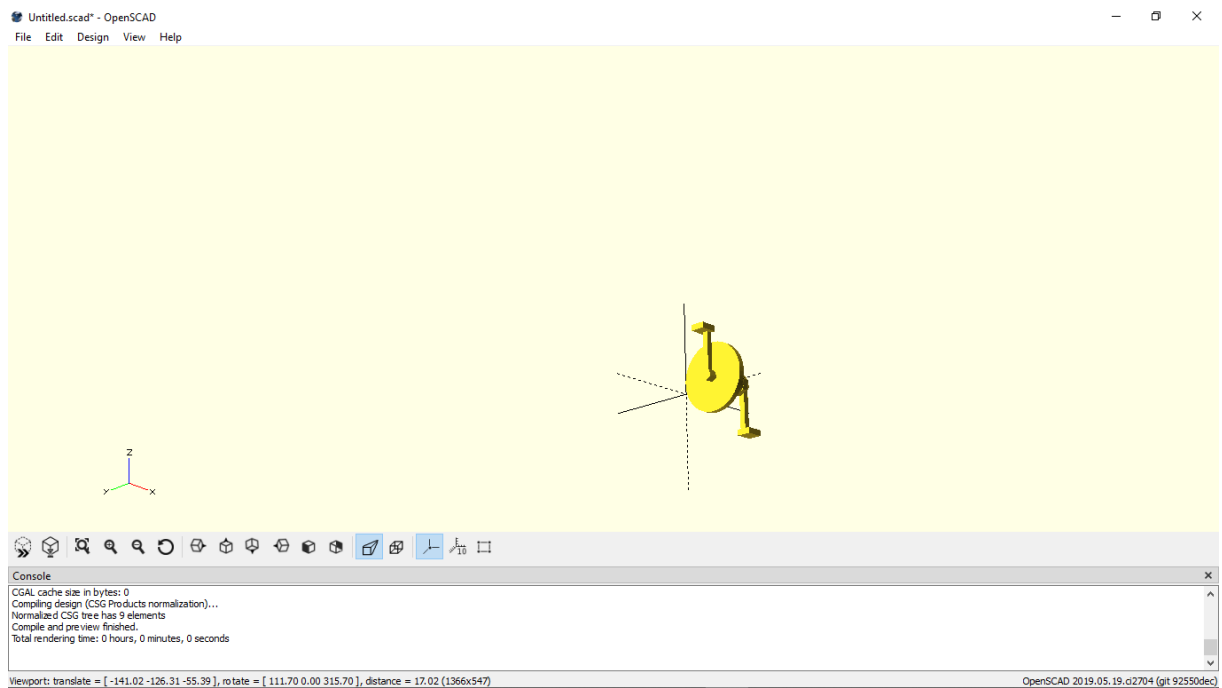 Untitled.scad* - OpenSCAD
File Edit Design View Help
Z
Y X
10
Console
CGAL cache size in bytes: 0
Compiling design (CSG Products normalization)...
Normalized CSG tree has 9 elements
Compile and preview finished.
Total rendering time: 0 hours, 0 minutes, 0 seconds
Viewport: translate = [ -141.02 -126.31 -55.39 ], rotate = [ 111.70 0.00 315.70 ], distance = 17.02 (1366x547) OpenSCAD 2019.05.19.ci2704 (git 92550dec)